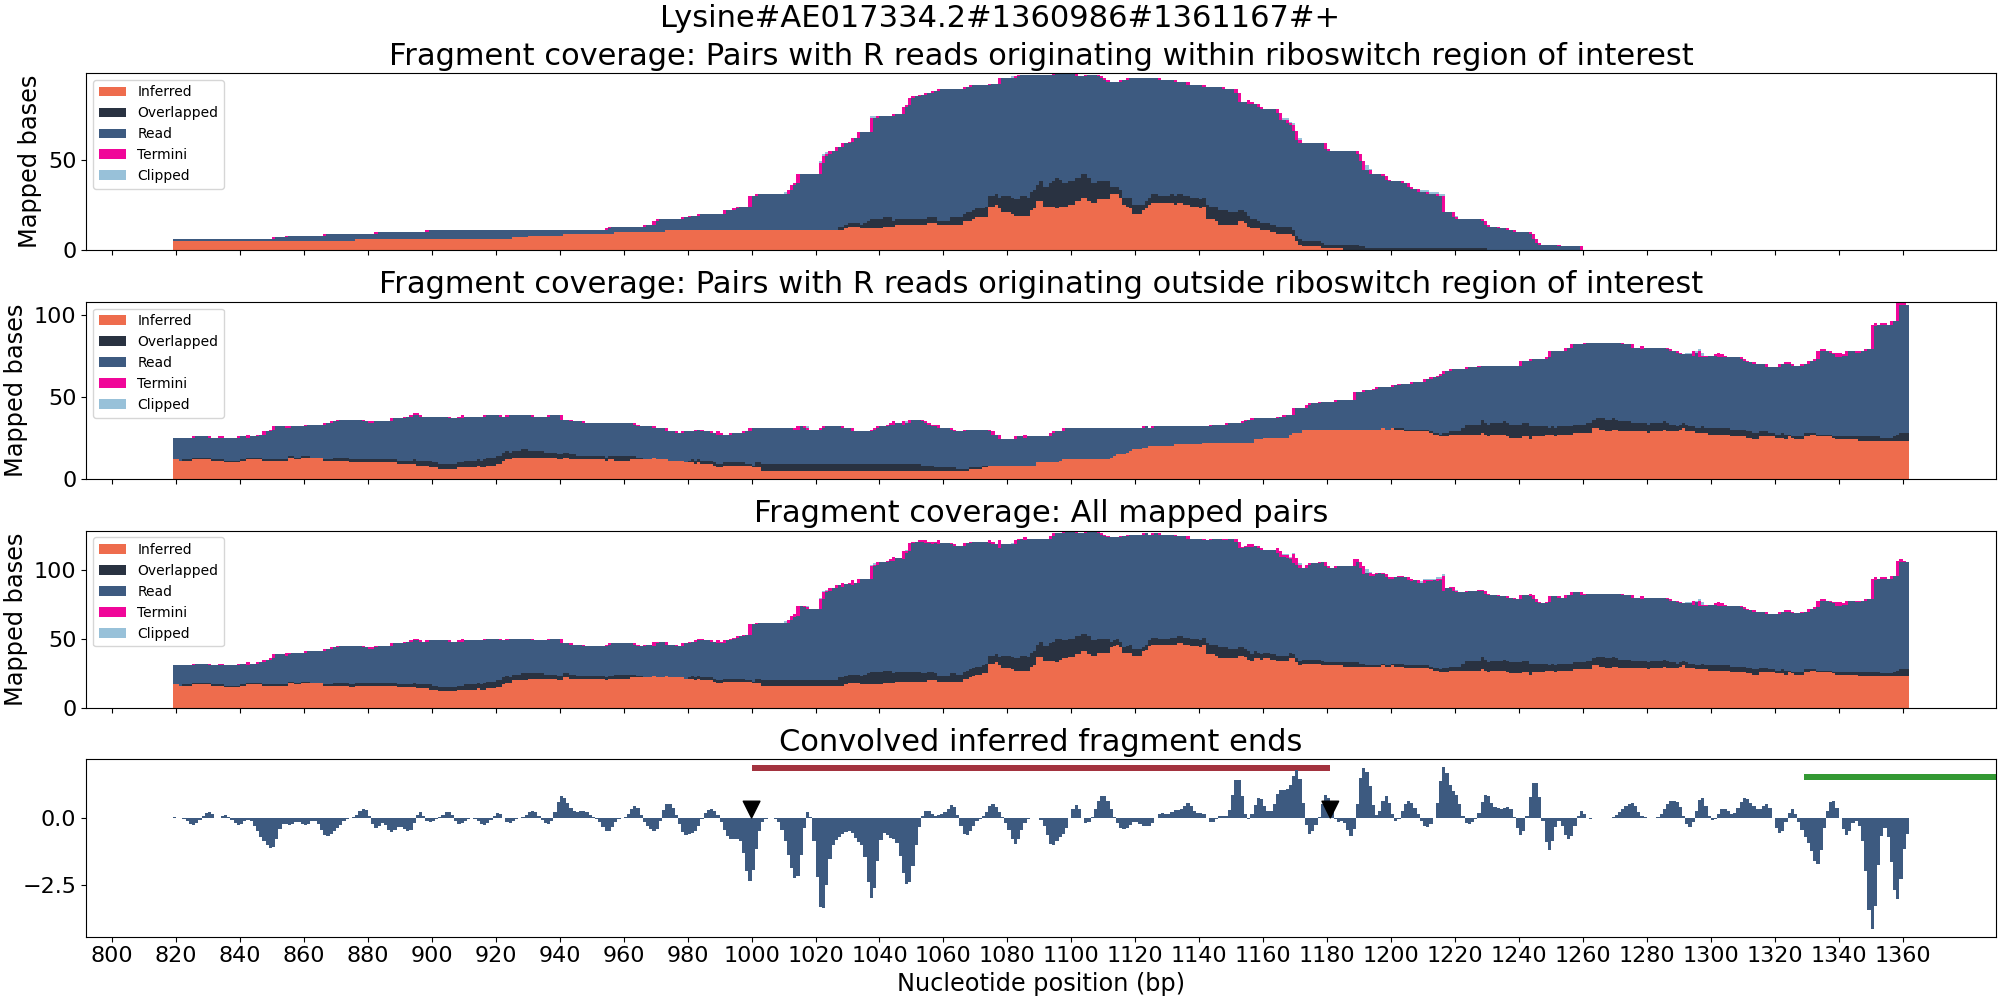 Lysine#AE017334.2#1360986#1361167#+
Fragment coverage: Pairs with R reads originating within riboswitch region of interest
Mapped bases
50
0
Inferred
Overlapped
Read
Termini
Clipped
Fragment coverage: Pairs with R reads originating outside riboswitch region of interest
Mapped bases
100
50
0
Inferred
Overlapped
Read
Termini
Clipped
Fragment coverage: All mapped pairs
Mapped bases
100
50
0
Inferred
Overlapped
Read
Termini
Clipped
Convolved inferred fragment ends
0.0
−2.5
800 820 840 860 880 900 920 940 960 980 1000 1020 1040 1060 1080 1100 1120 1140 1160 1180 1200 1220 1240 1260 1280 1300 1320 1340 1360
Nucleotide position (bp)